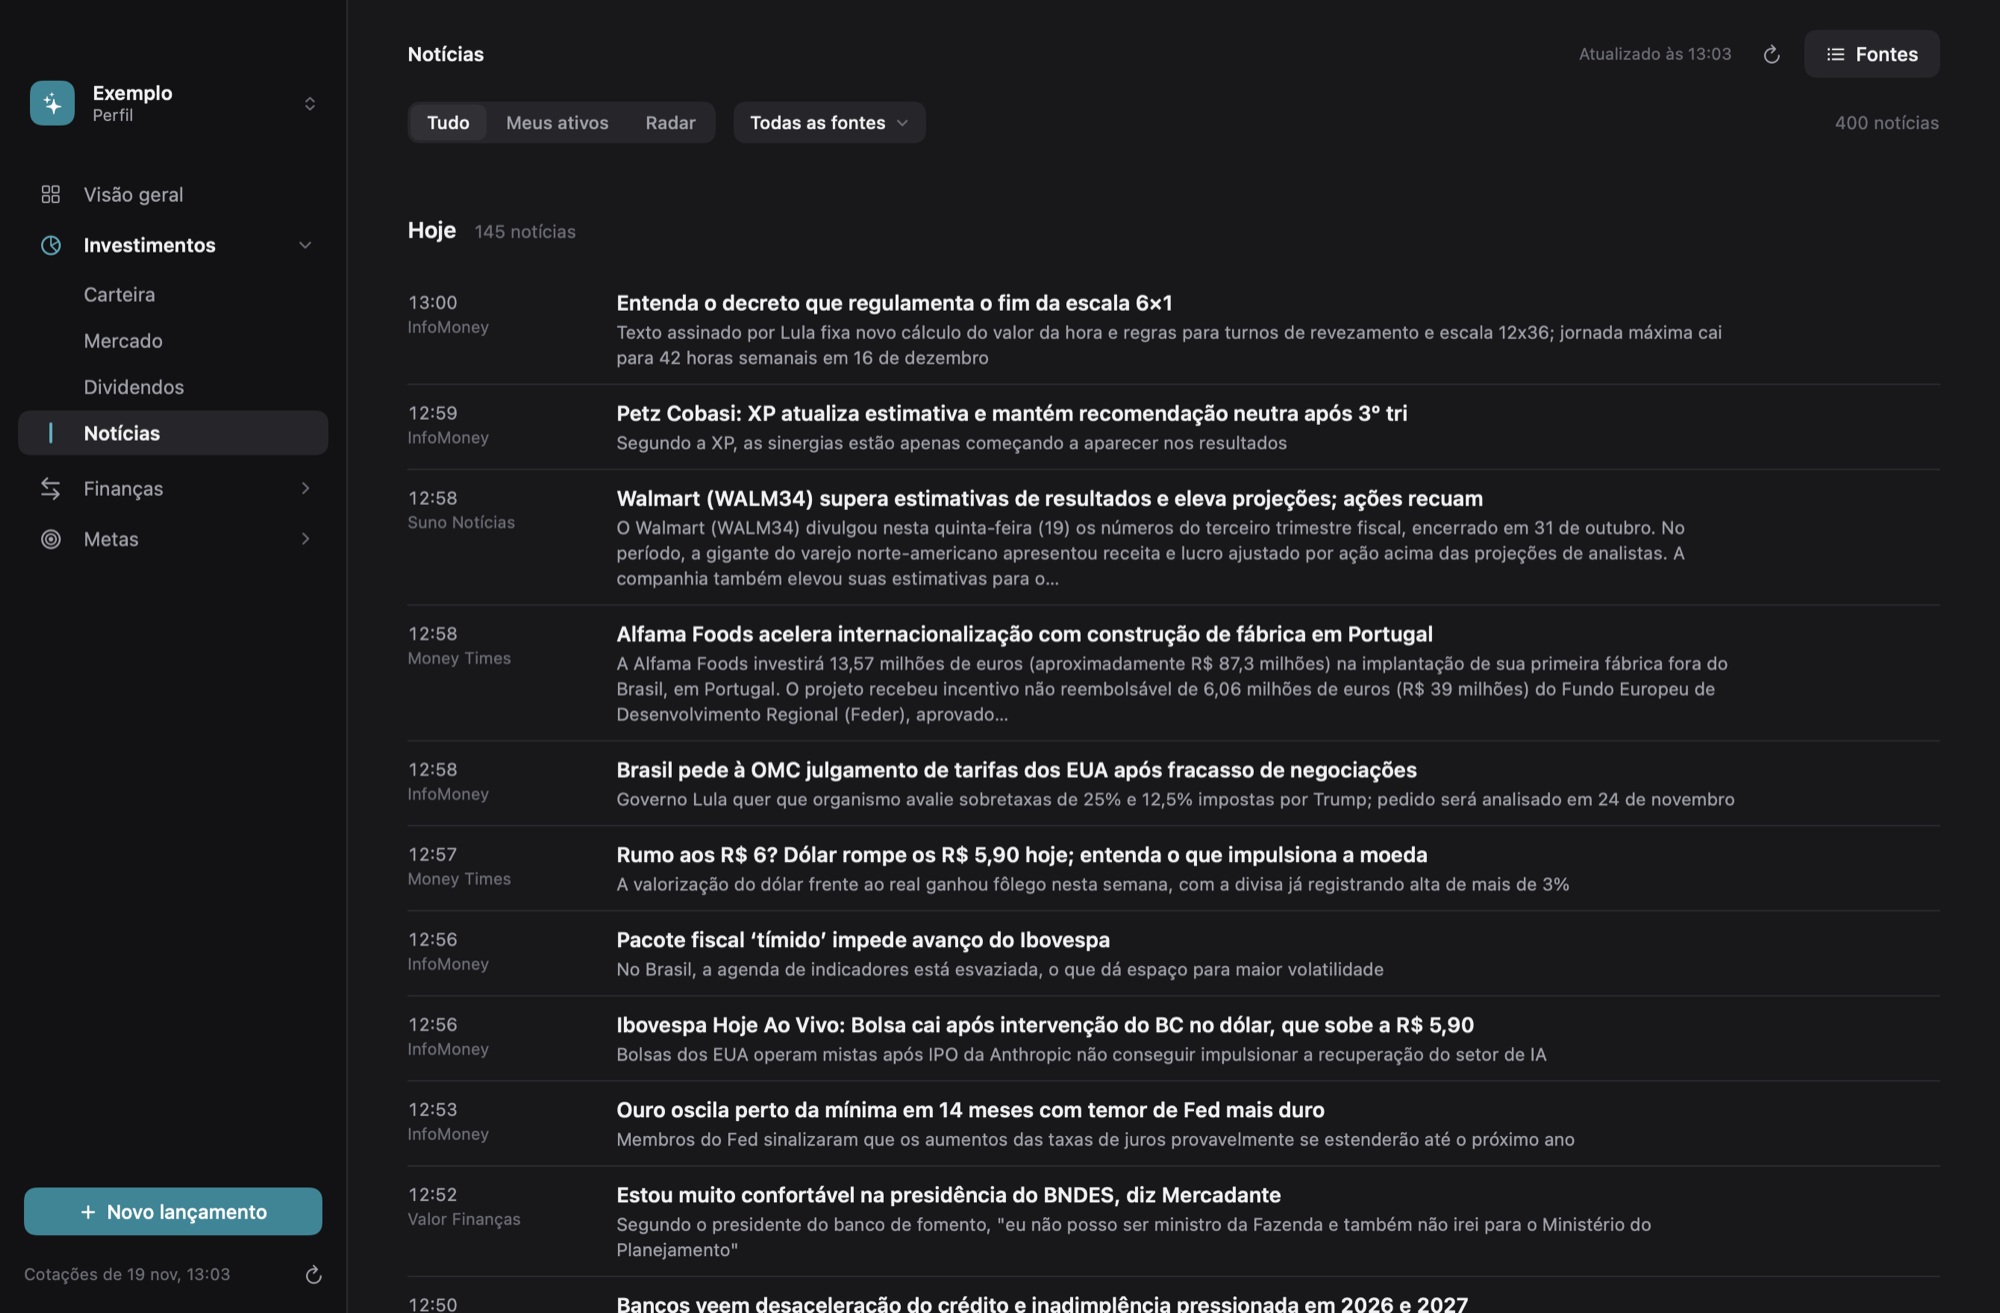 Exemplo
Perfil
Visão geral
Investimentos
Carteira
Mercado
Dividendos
Notícias
Finanças
Metas
+ Novo lançamento
Cotações de 19 nov, 13:03
Notícias
Atualizado às 13:03
Fontes
Tudo
Meus ativos
Radar
Todas as fontes
400 notícias
Hoje 145 notícias
13:00
InfoMoney
Entenda o decreto que regulamenta o fim da escala 6×1
Texto assinado por Lula fixa novo cálculo do valor da hora e regras para turnos de revezamento e escala 12x36; jornada máxima cai
para 42 horas semanais em 16 de dezembro
12:59
InfoMoney
Petz Cobasi: XP atualiza estimativa e mantém recomendação neutra após 3º tri
Segundo a XP, as sinergias estão apenas começando a aparecer nos resultados
12:58
Suno Notícias
Walmart (WALM34) supera estimativas de resultados e eleva projeções; ações recuam
O Walmart (WALM34) divulgou nesta quinta-feira (19) os números do terceiro trimestre fiscal, encerrado em 31 de outubro. No
período, a gigante do varejo norte-americano apresentou receita e lucro ajustado por ação acima das projeções de analistas. A
companhia também elevou suas estimativas para o...
12:58
Money Times
Alfama Foods acelera internacionalização com construção de fábrica em Portugal
A Alfama Foods investirá 13,57 milhões de euros (aproximadamente R$ 87,3 milhões) na implantação de sua primeira fábrica fora do
Brasil, em Portugal. O projeto recebeu incentivo não reembolsável de 6,06 milhões de euros (R$ 39 milhões) do Fundo Europeu de
Desenvolvimento Regional (Feder), aprovado...
12:58
InfoMoney
Brasil pede à OMC julgamento de tarifas dos EUA após fracasso de negociações
Governo Lula quer que organismo avalie sobretaxas de 25% e 12,5% impostas por Trump; pedido será analisado em 24 de novembro
12:57
Money Times
Rumo aos R$ 6? Dólar rompe os R$ 5,90 hoje; entenda o que impulsiona a moeda
A valorização do dólar frente ao real ganhou fôlego nesta semana, com a divisa já registrando alta de mais de 3%
12:56
InfoMoney
Pacote fiscal ‘tímido’ impede avanço do Ibovespa
No Brasil, a agenda de indicadores está esvaziada, o que dá espaço para maior volatilidade
12:56
InfoMoney
Ibovespa Hoje Ao Vivo: Bolsa cai após intervenção do BC no dólar, que sobe a R$ 5,90
Bolsas dos EUA operam mistas após IPO da Anthropic não conseguir impulsionar a recuperação do setor de IA
12:53
InfoMoney
Ouro oscila perto da mínima em 14 meses com temor de Fed mais duro
Membros do Fed sinalizaram que os aumentos das taxas de juros provavelmente se estenderão até o próximo ano
12:52
Valor Finanças
Estou muito confortável na presidência do BNDES, diz Mercadante
Segundo o presidente do banco de fomento, "eu não posso ser ministro da Fazenda e também não irei para o Ministério do
Planejamento"
12:50
Bancos veem desaceleração do crédito e inadimplência pressionada em 2026 e 2027